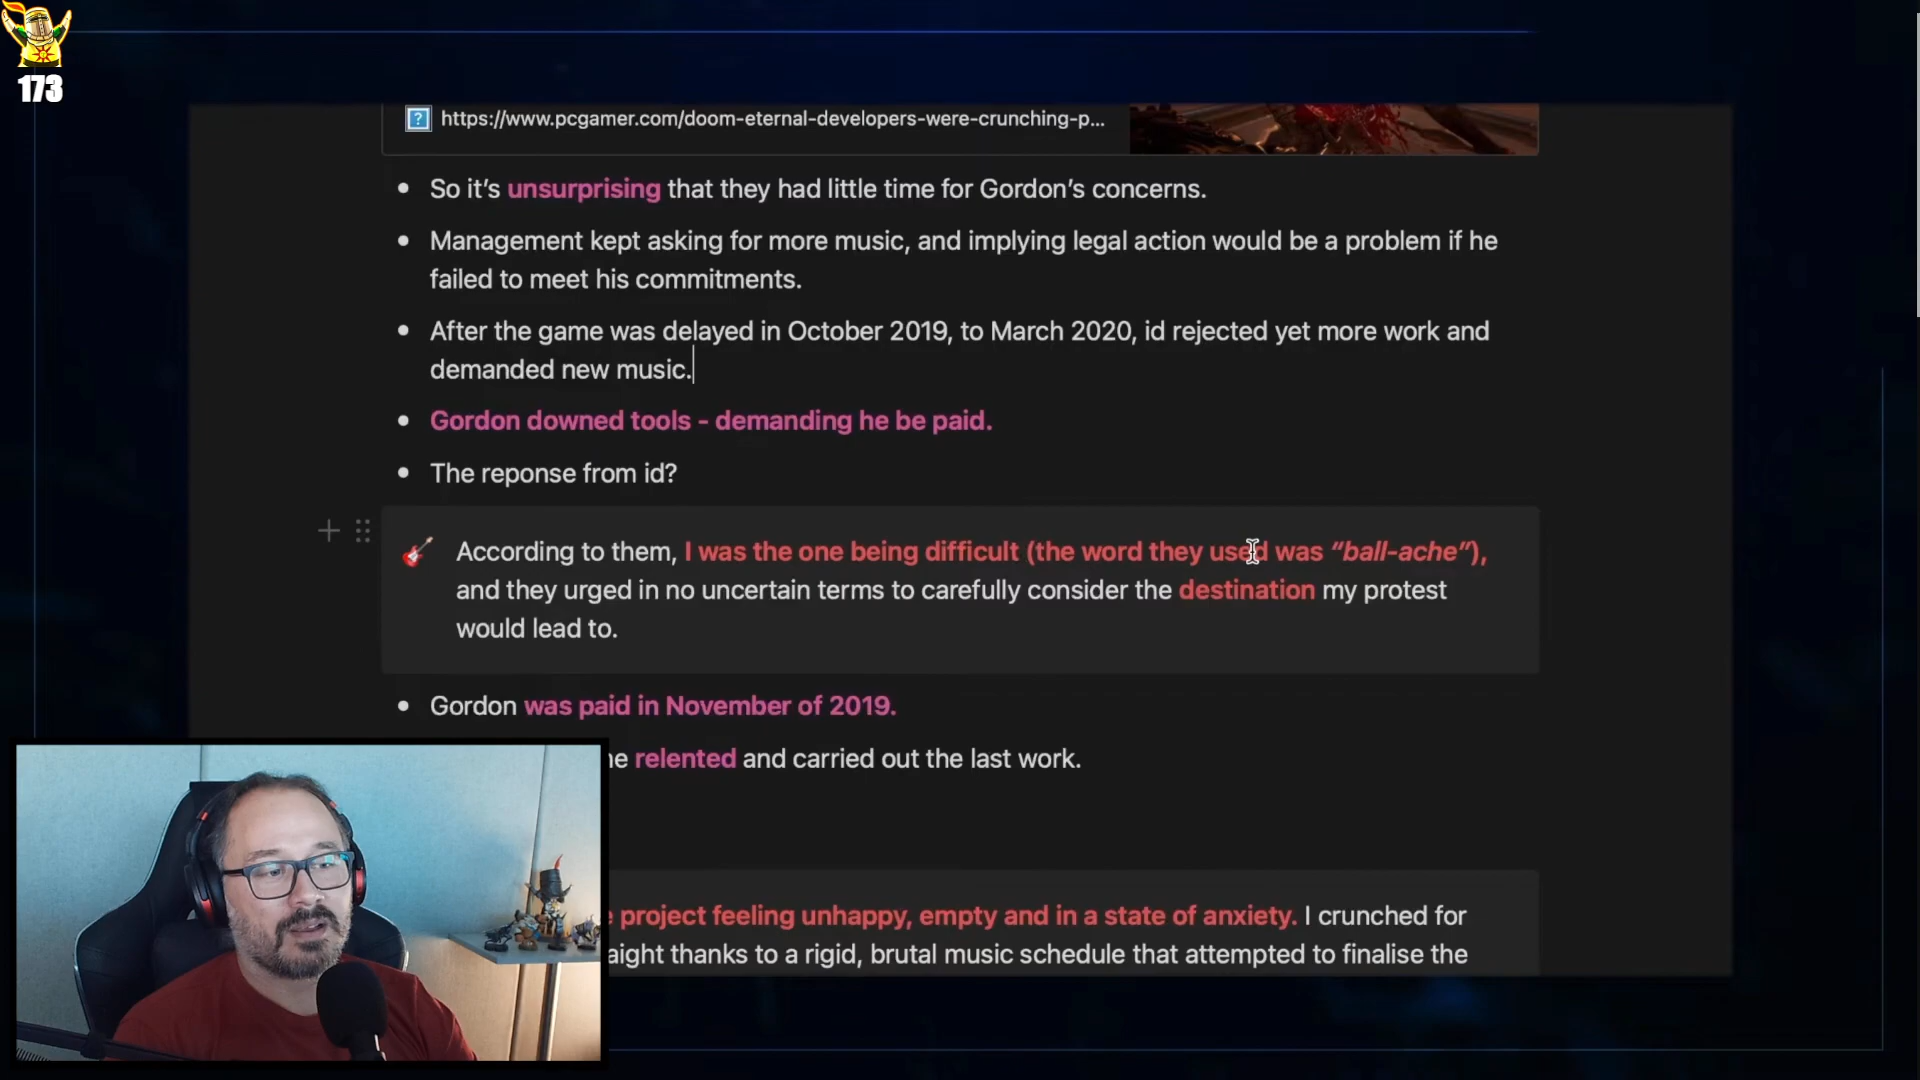 173
https://www.pcgamer.com/doom-eternal-developers-were-crunching-p...
• So it's unsurprising that they had little time for Gordon's concerns.
• Management kept asking for more music, and implying legal action would be a problem if he
failed to meet his commitments.
• After the game was delayed in October 2019, to March 2020, id rejected yet more work and
demanded new music.
• Gordon downed tools - demanding he be paid.
• The reponse from id?
According to them, I was the one being difficult (the word they used was “ball-ache”),
and they urged in no uncertain terms to carefully consider the destination my protest
would lead to.
• Gordon was paid in November of 2019.
relented and carried out the last work.
project feeling unhappy, empty and in a state of anxiety. I crunched for
thanks to a rigid, brutal music schedule that attempted to finalise the